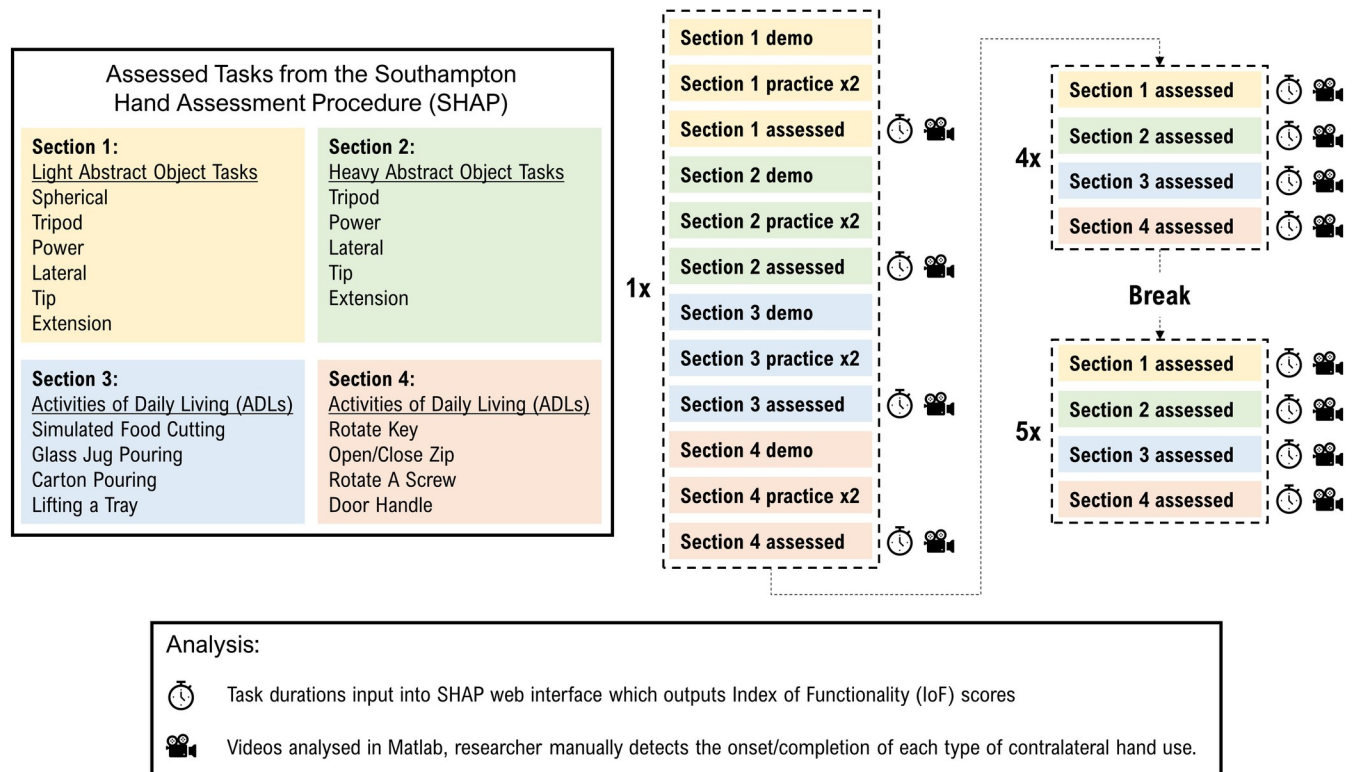 Assessed Tasks from the Southampton
Hand Assessment Procedure (SHAP)
Section 1:
Light Abstract Object Tasks
Spherical
Tripod
Power
Lateral
Tip
Extension
Section 2:
Heavy Abstract Object Tasks
Tripod
Power
Lateral
Tip
Extension
Section 3:
Activities of Daily Living (ADLs)
Simulated Food Cutting
Glass Jug Pouring
Carton Pouring
Lifting a Tray
Section 4:
Activities of Daily Living (ADLs)
Rotate Key
Open/Close Zip
Rotate A Screw
Door Handle
1x
Section 1 demo
Section 1 practice x2
Section 1 assessed
Section 2 demo
Section 2 practice x2
Section 2 assessed
Section 3 demo
Section 3 practice x2
Section 3 assessed
Section 4 demo
Section 4 practice x2
Section 4 assessed
4x
Section 1 assessed
Section 2 assessed
Section 3 assessed
Section 4 assessed
Break
5x
Section 1 assessed
Section 2 assessed
Section 3 assessed
Section 4 assessed
Analysis:
Task durations input into SHAP web interface which outputs Index of Functionality (IoF) scores
Videos analysed in Matlab, researcher manually detects the onset/completion of each type of contralateral hand use.